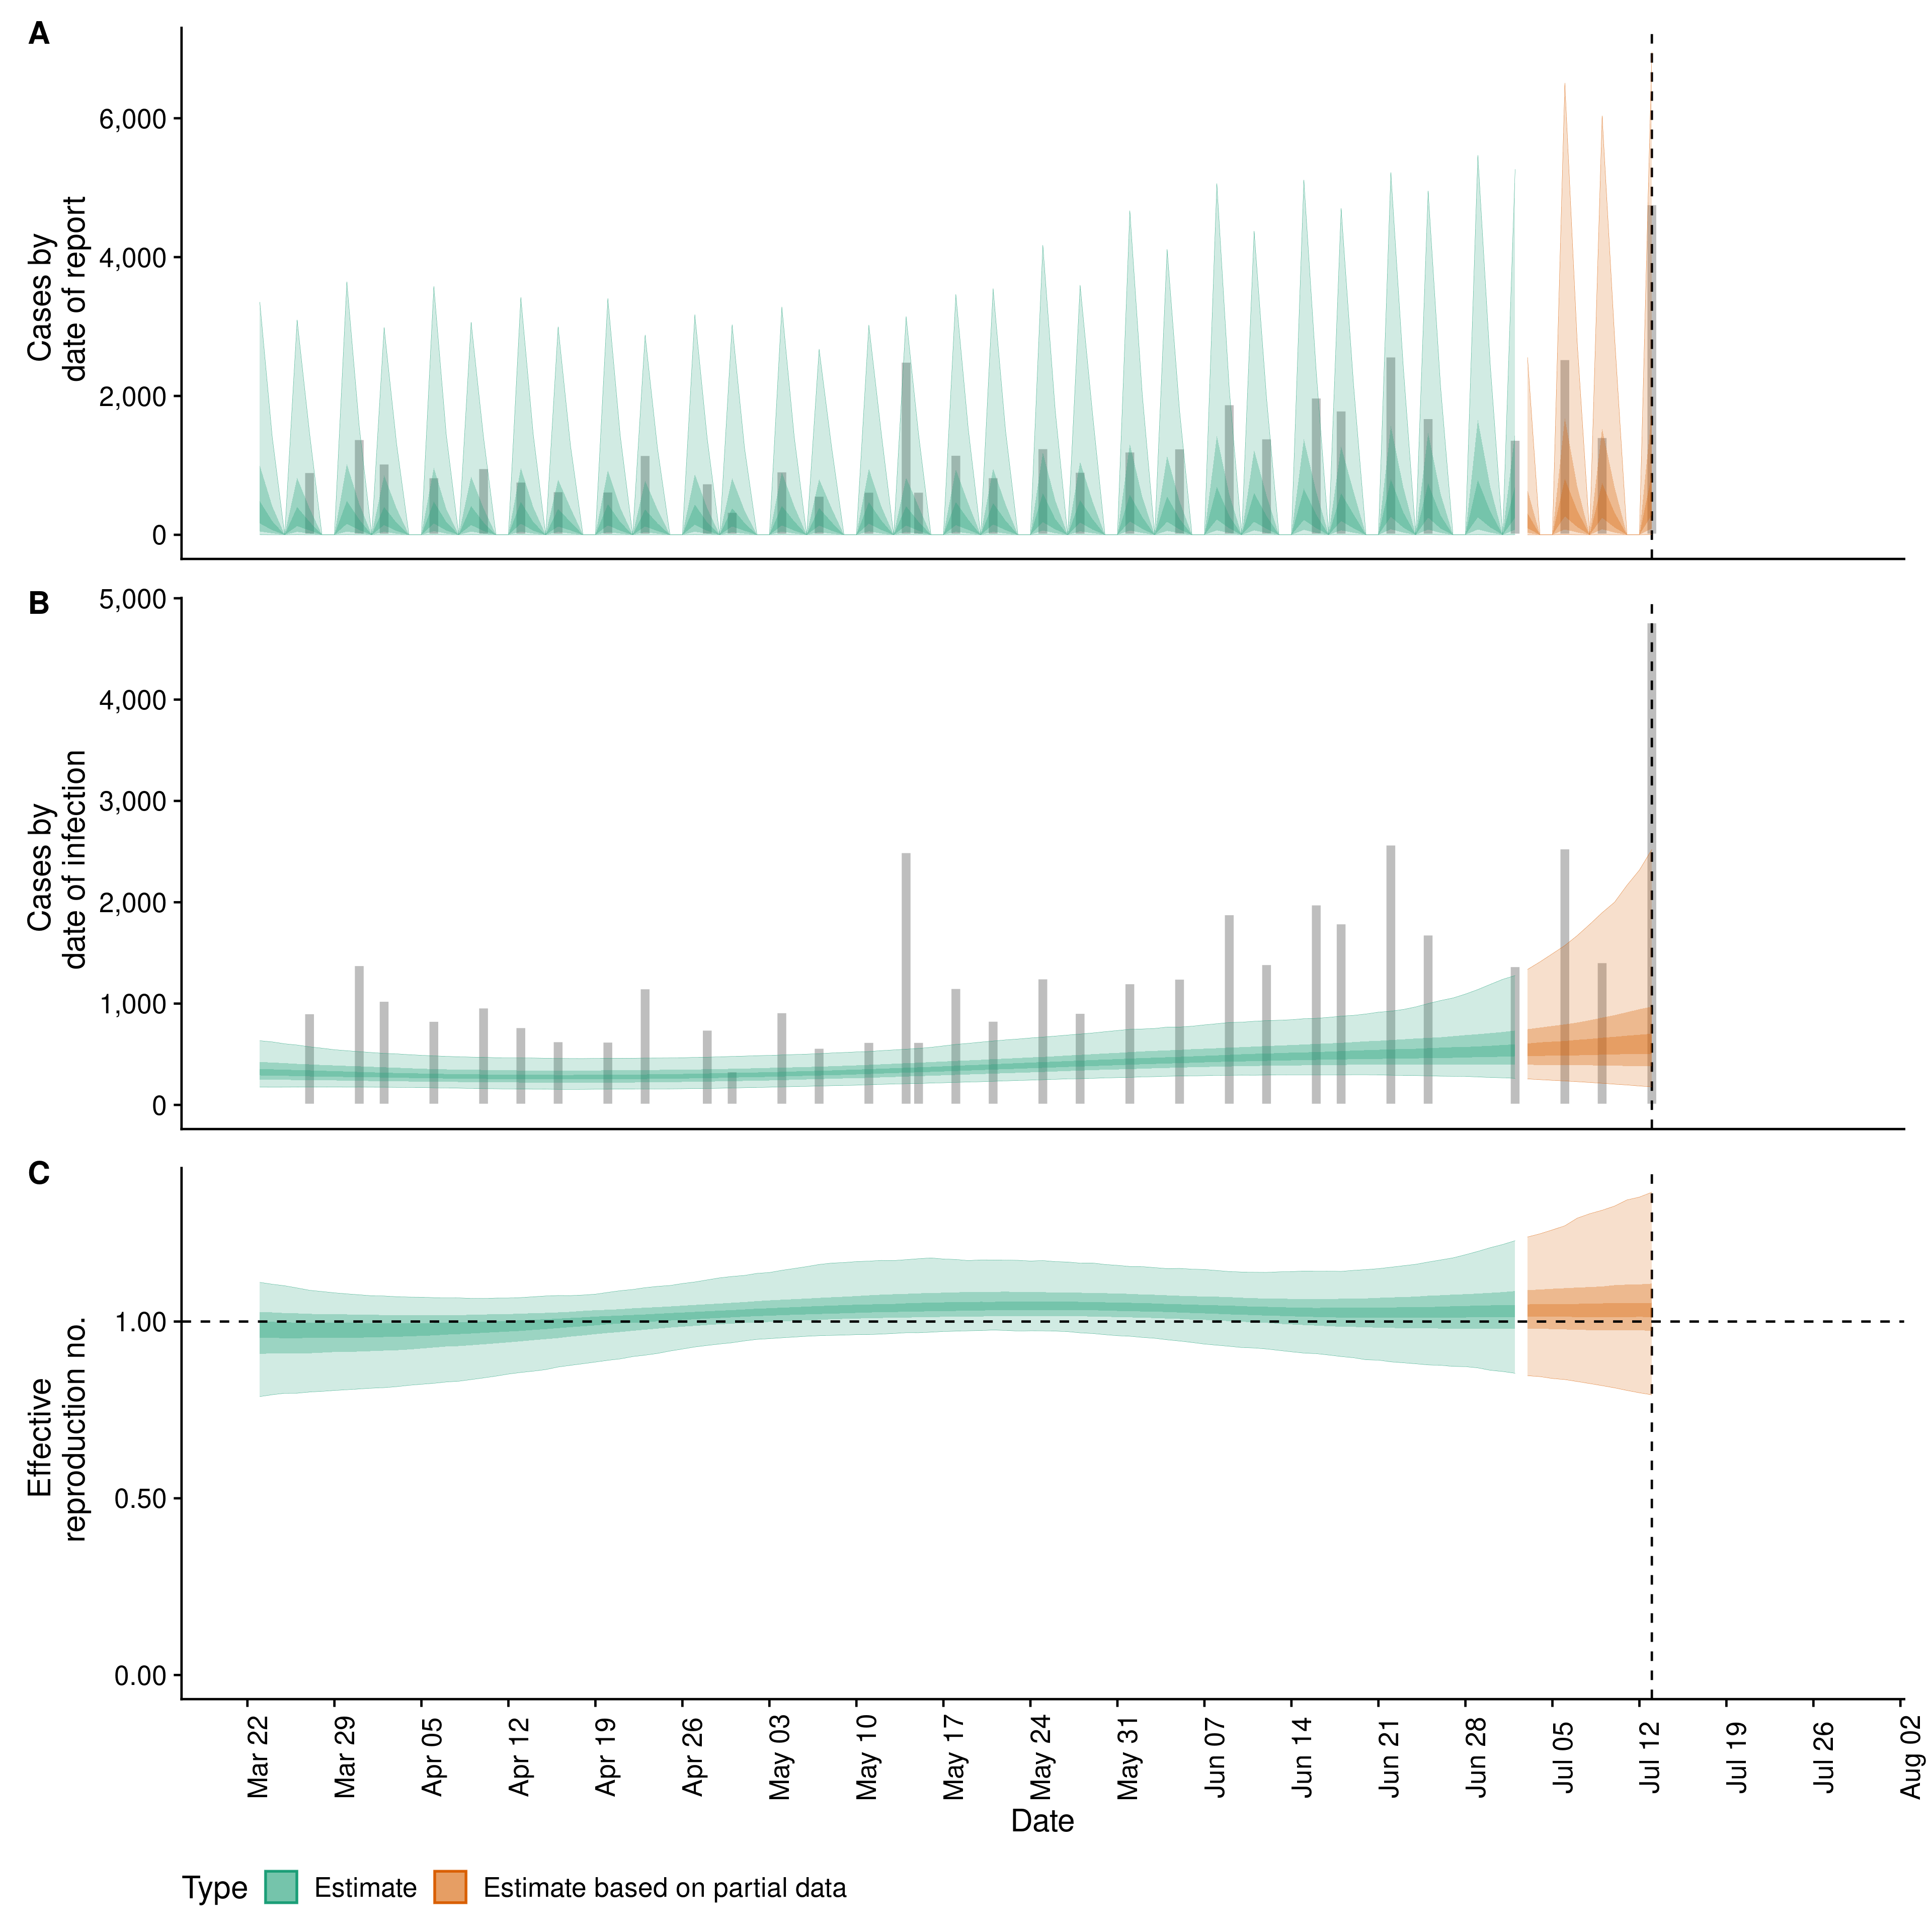 A
Cases by
date of report
6,000
4,000
2,000
0
B
Cases by
date of infection
5,000
4,000
3,000
2,000
1,000
0
C
Effective
reproduction no.
1.00
0.50
0.00
Mar 22
Mar 29
Apr 05
Apr 12
Apr 19
Apr 26
May 03
May 10
May 17
May 24
May 31
Jun 07
Jun 14
Jun 21
Jun 28
Jul 05
Jul 12
Jul 19
Jul 26
Aug 02
Date
Type Estimate Estimate based on partial data